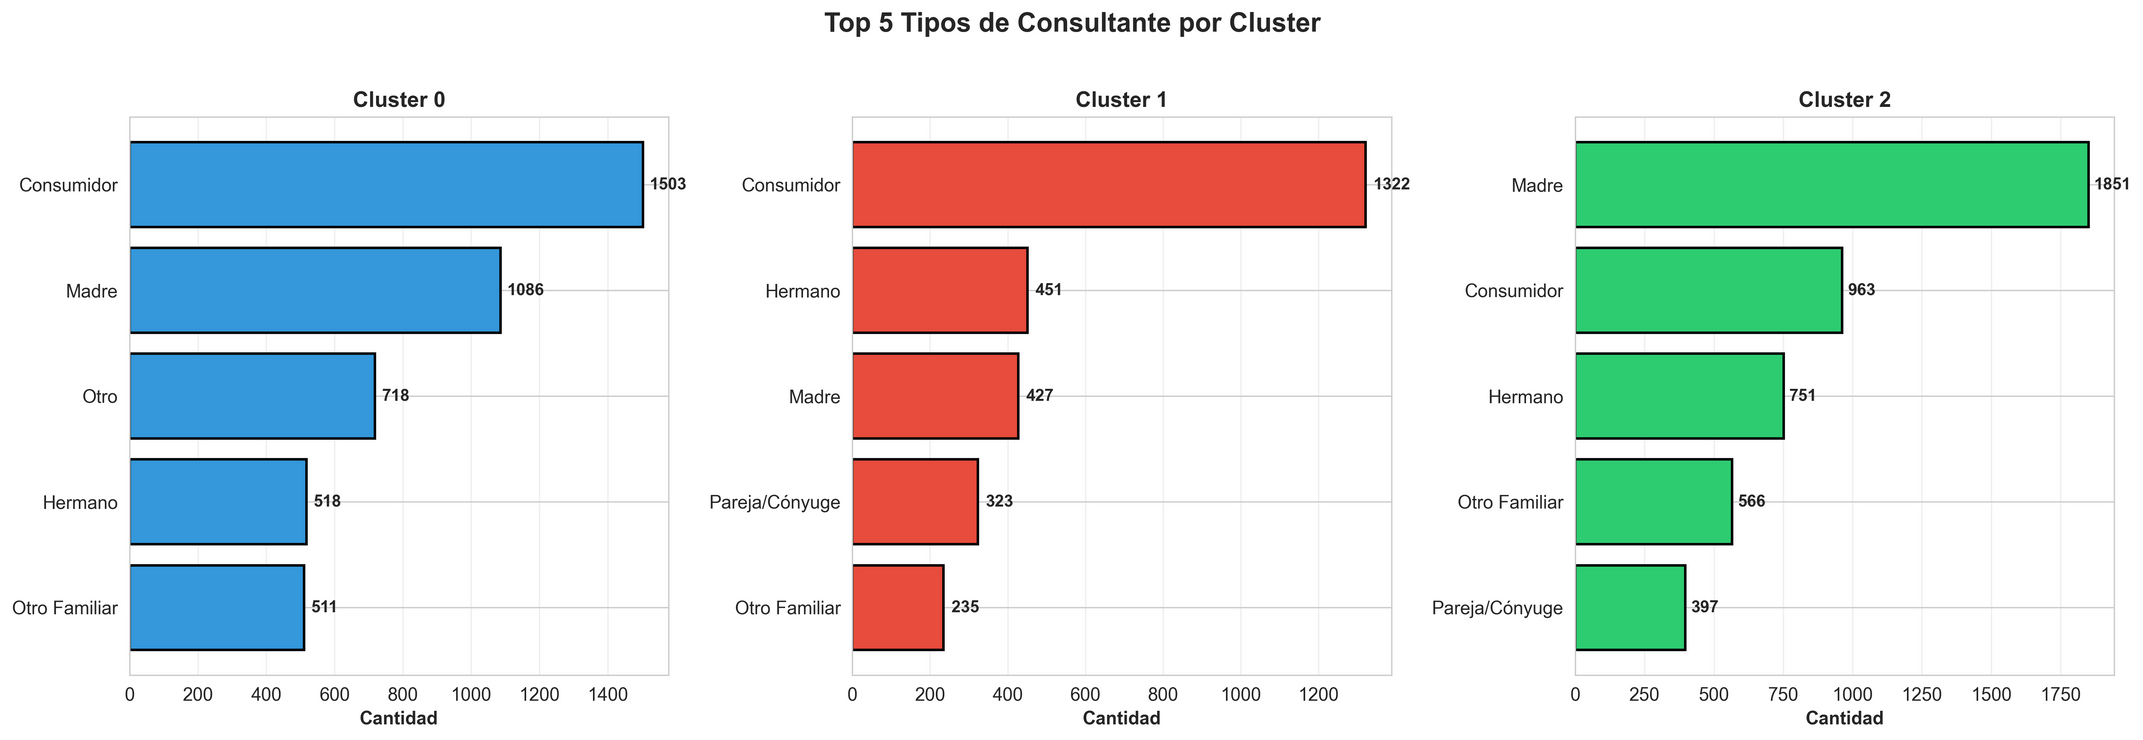 Top 5 Tipos de Consultante por Cluster
Cluster 0
Consumidor
1503
Madre
1086
Otro
718
Hermano
518
Otro Familiar
511
0 200 400 600 800 1000 1200 1400
Cantidad
Cluster 1
Consumidor
1322
Hermano
451
Madre
427
Pareja/Cónyuge
323
Otro Familiar
235
0 200 400 600 800 1000 1200
Cantidad
Cluster 2
Madre
1851
Consumidor
963
Hermano
751
Otro Familiar
566
Pareja/Cónyuge
397
0 250 500 750 1000 1250 1500 1750
Cantidad